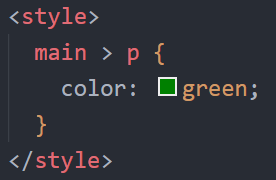 <style>
  main > p {
    color: green;
  }
</style>